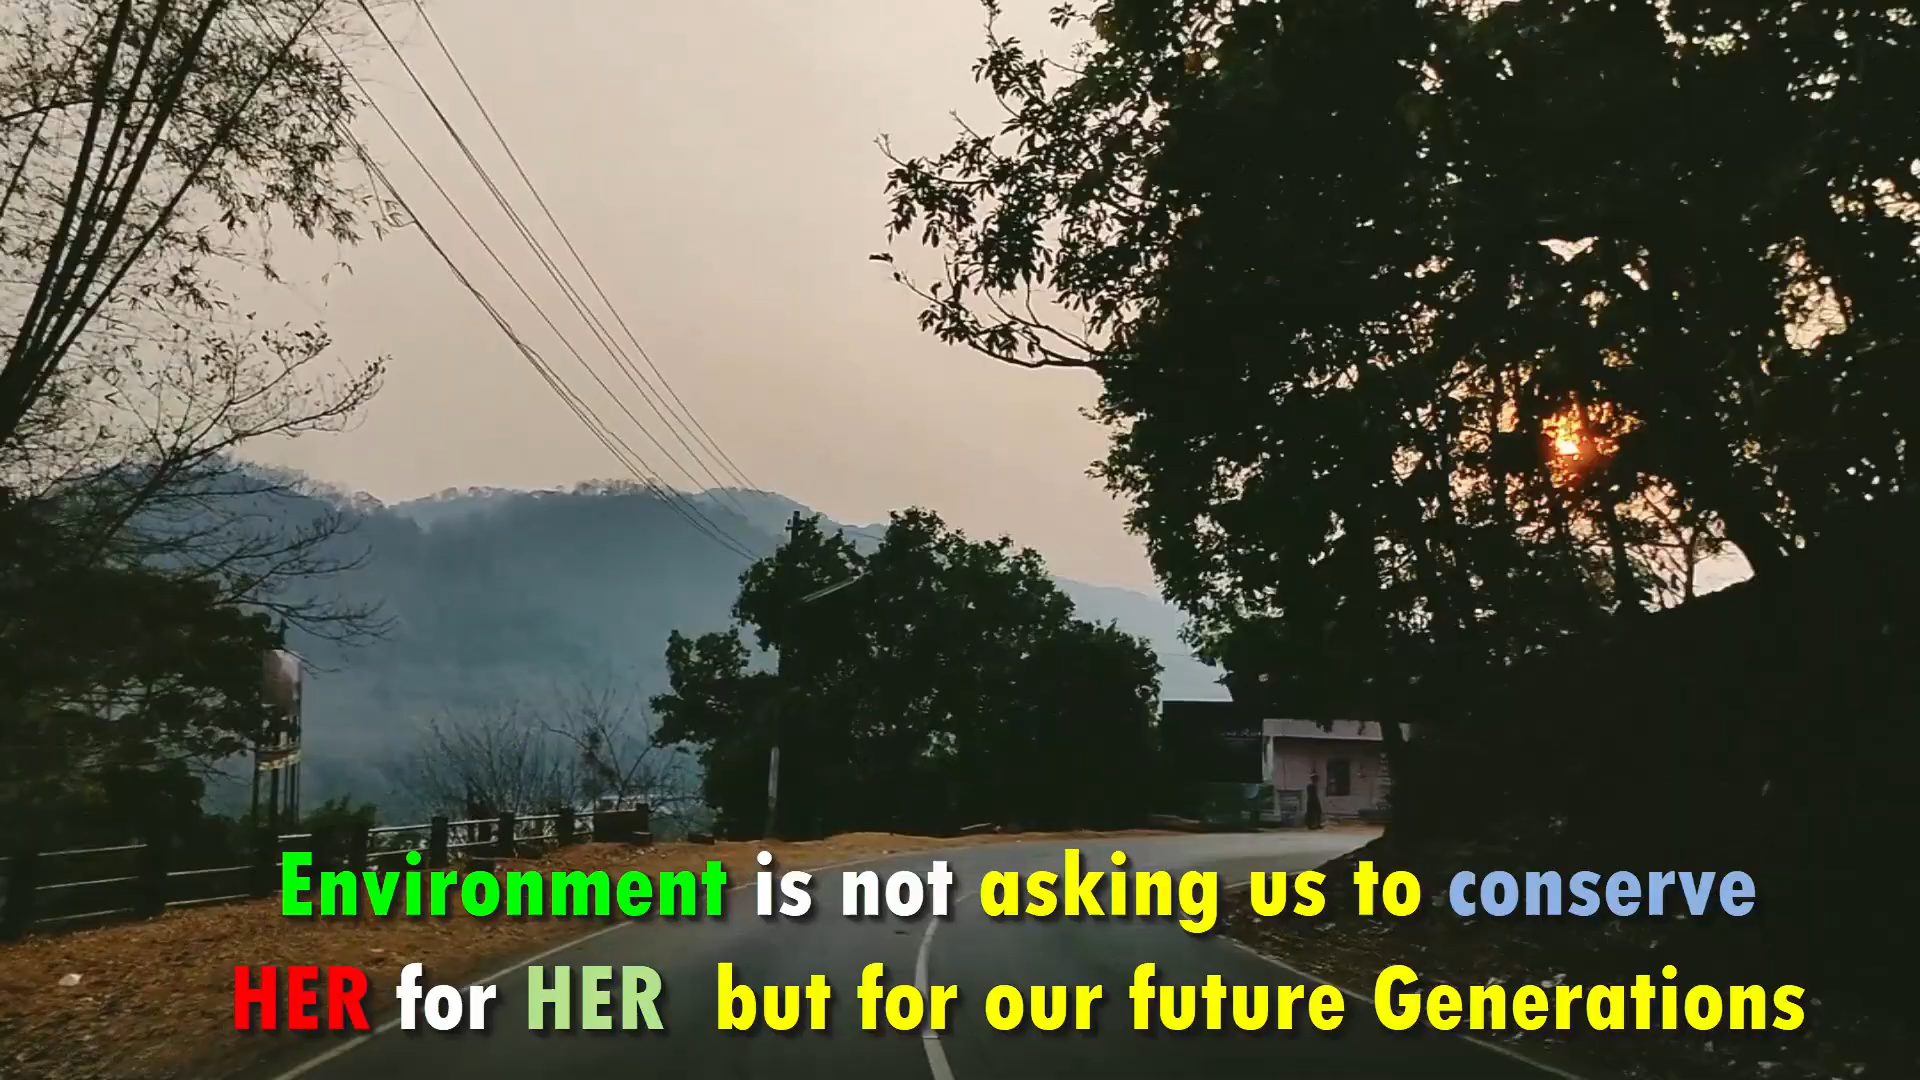 Environment is not asking us to conserve
HER for HER but for our future Generations